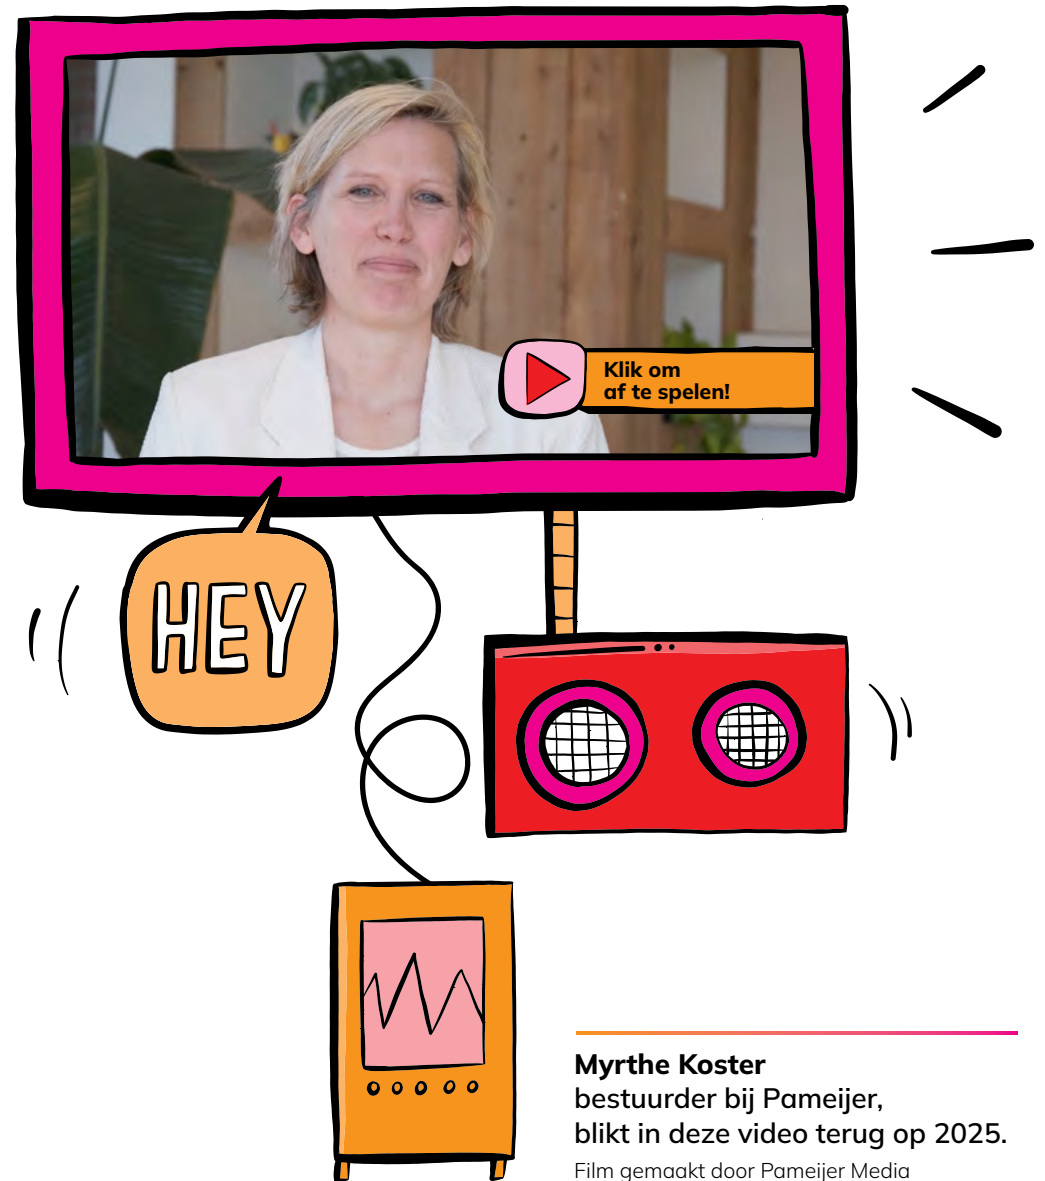 Klik om
af te spelen!
HEY
Myrthe Koster
bestuurder bij Pameijer,
blikt in deze video terug op 2025.
Film gemaakt door Pameijer Media